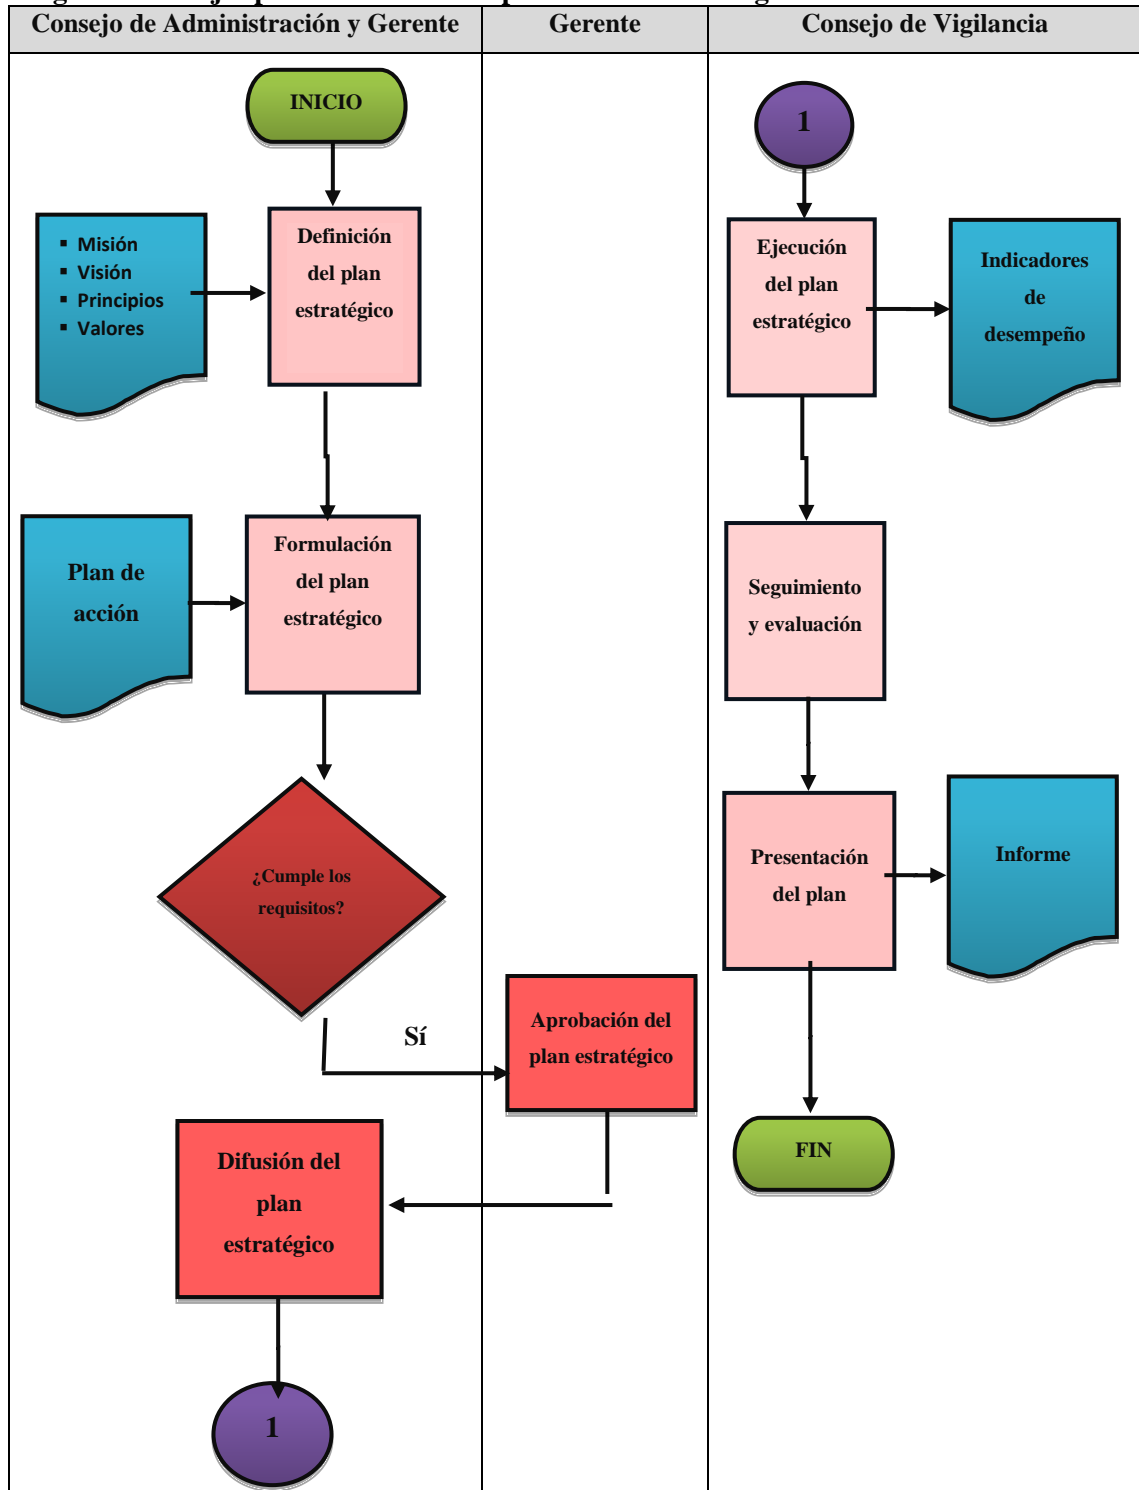 Consejo de Administración y Gerente
Gerente
Consejo de Vigilancia
INICIO
▪ Misión
▪ Visión
▪ Principios
▪ Valores
Definición
del plan
estratégico
Plan de
acción
Formulación
del plan
estratégico
¿Cumple los
requisitos?
Sí
Aprobación del
plan estratégico
Difusión del
plan
estratégico
1
1
Ejecución
del plan
estratégico
Indicadores
de
desempeño
Seguimiento
y evaluación
Presentación
del plan
Informe
FIN